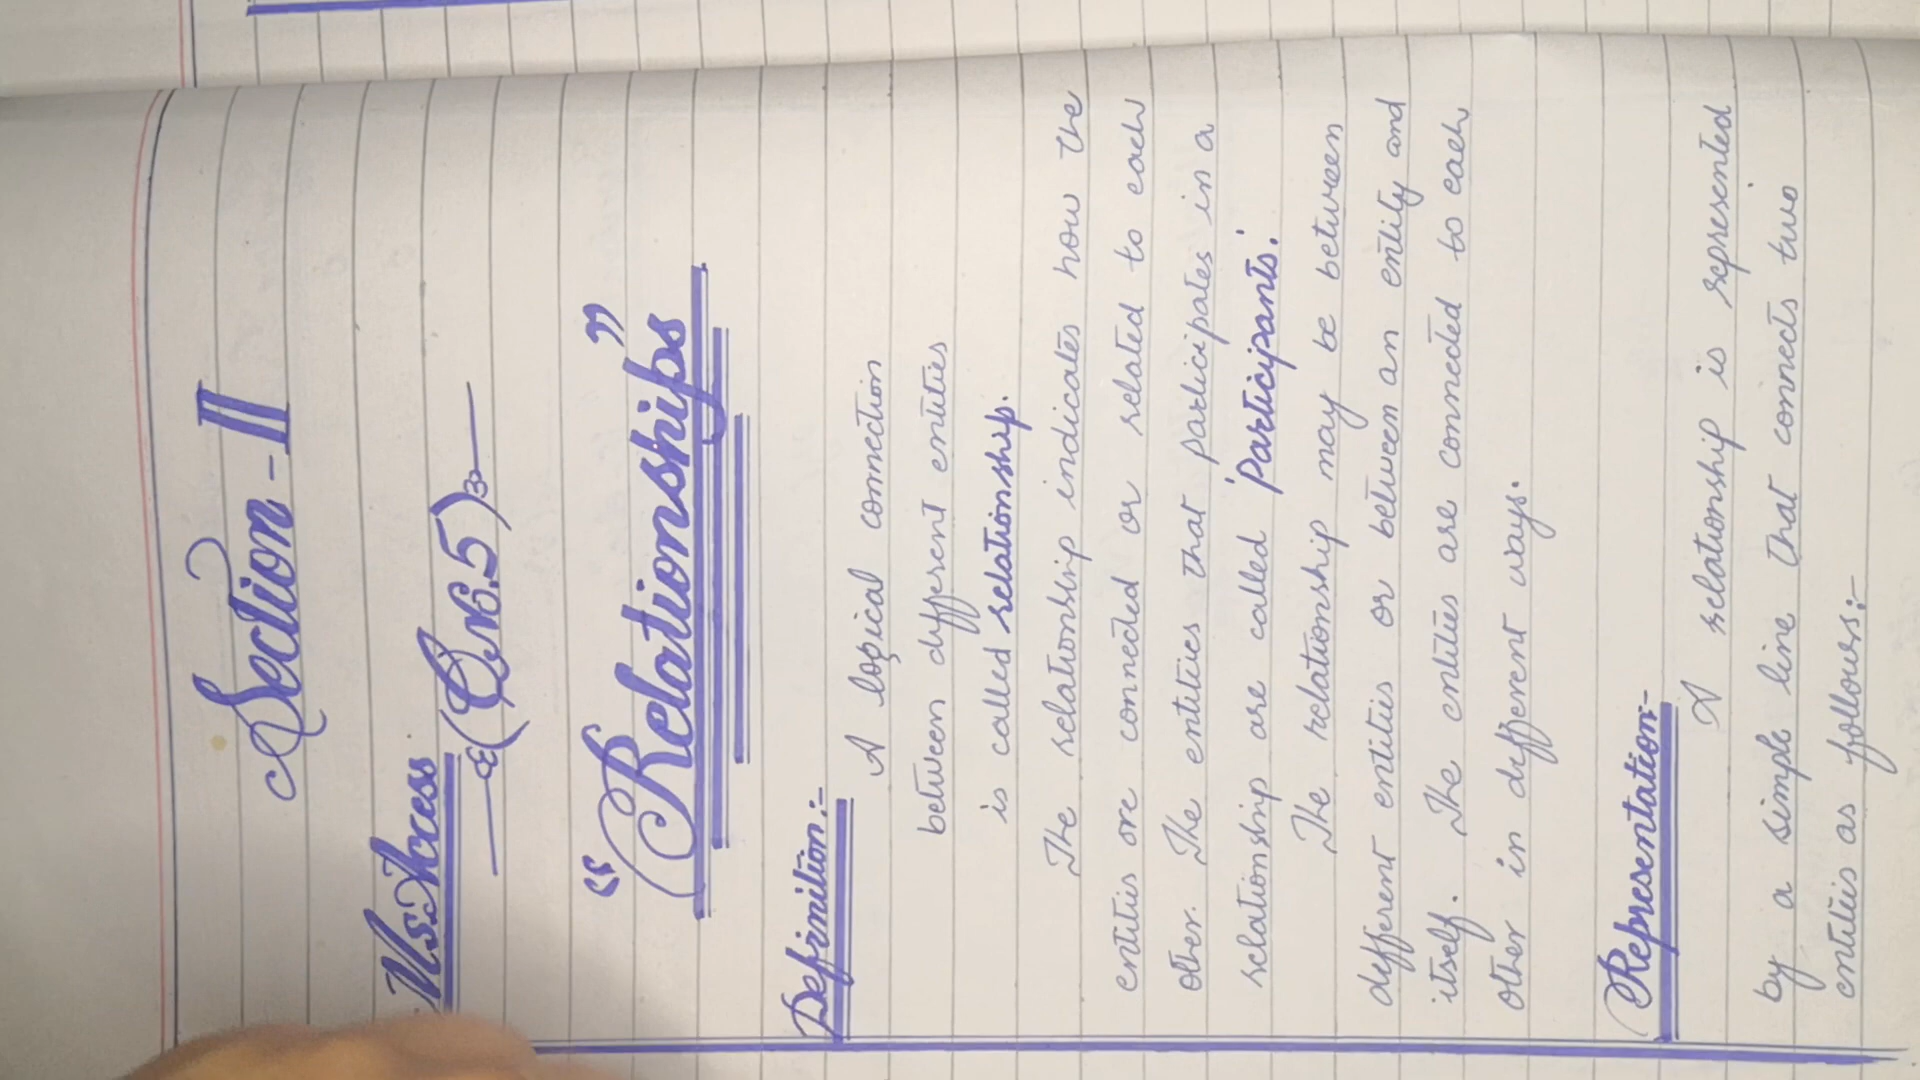 Section - II
Ms. Access
(Q no. 5)
"Relationships"
Definition:-
A logical connection
between different entities
is called relationship.
The relationship indicates how the
entities are connected or related to each
other. The entities that participates in a
relationship are called 'Participants.'
The relationship may be between
different entities or between an entity and
itself. The entities are connected to each
other in different ways.
Representation:-
A relationship is represented
by a simple line that connects two
entities as follows:-